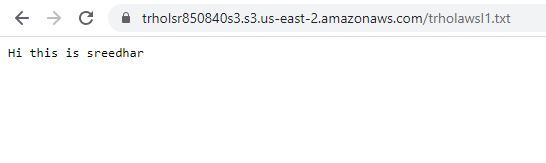 trholsr850840s3.s3.us-east-2.amazonaws.com/trholawsl1.txt
Hi this is sreedhar